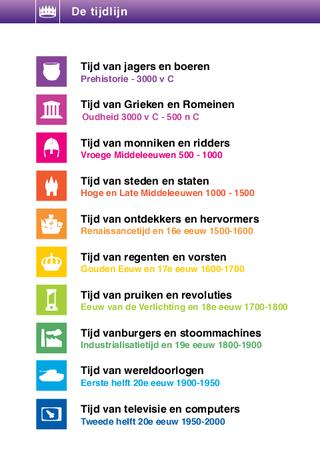 De tijdlijn
Tijd van jagers en boeren
Prehistorie - 3000 v C
Tijd van Grieken en Romeinen
Oudheid 3000 v C - 500 n C
Tijd van monniken en ridders
Vroege Middeleeuwen 500 - 1000
Tijd van steden en staten
Hoge en Late Middeleeuwen 1000 - 1500
Tijd van ontdekkers en hervormers
Renaissancetijd en 16e eeuw 1500-1600
Tijd van regenten en vorsten
Gouden Eeuw en 17e eeuw 1600-1700
Tijd van pruiken en revoluties
Eeuw van de Verlichting en 18e eeuw 1700-1800
Tijd vanburgers en stoommachines
Industrialisatietijd en 19e eeuw 1800-1900
Tijd van wereldoorlogen
Eerste helft 20e eeuw 1900-1950
Tijd van televisie en computers
Tweede helft 20e eeuw 1950-2000